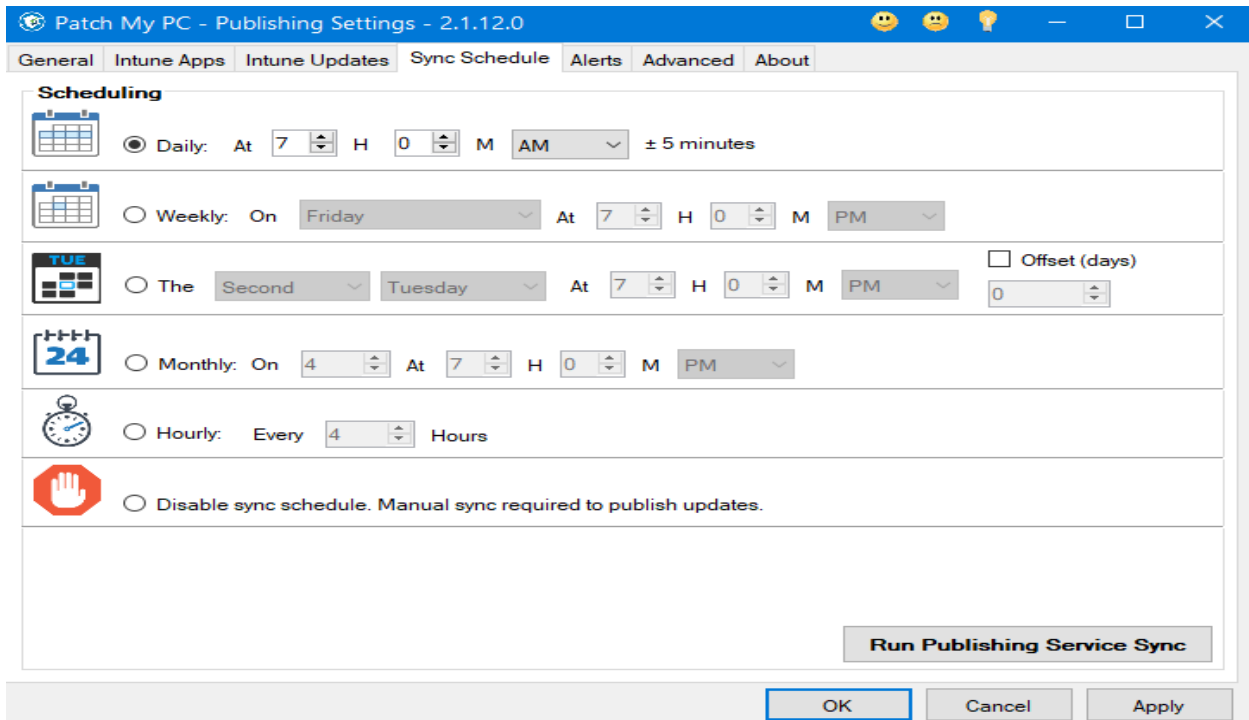 Patch My PC - Publishing Settings - 2.1.12.0
General Intune Apps Intune Updates Sync Schedule Alerts Advanced About
Scheduling
Daily: At 7 H 0 M AM ± 5 minutes
Weekly: On Friday At 7 H 0 M PM
TUE
Offset (days)
The Second Tuesday At 7 H 0 M PM 0
24
Monthly: On 4 At 7 H 0 M PM
Hourly: Every 4 Hours
Disable sync schedule. Manual sync required to publish updates.
Run Publishing Service Sync
OK Cancel Apply